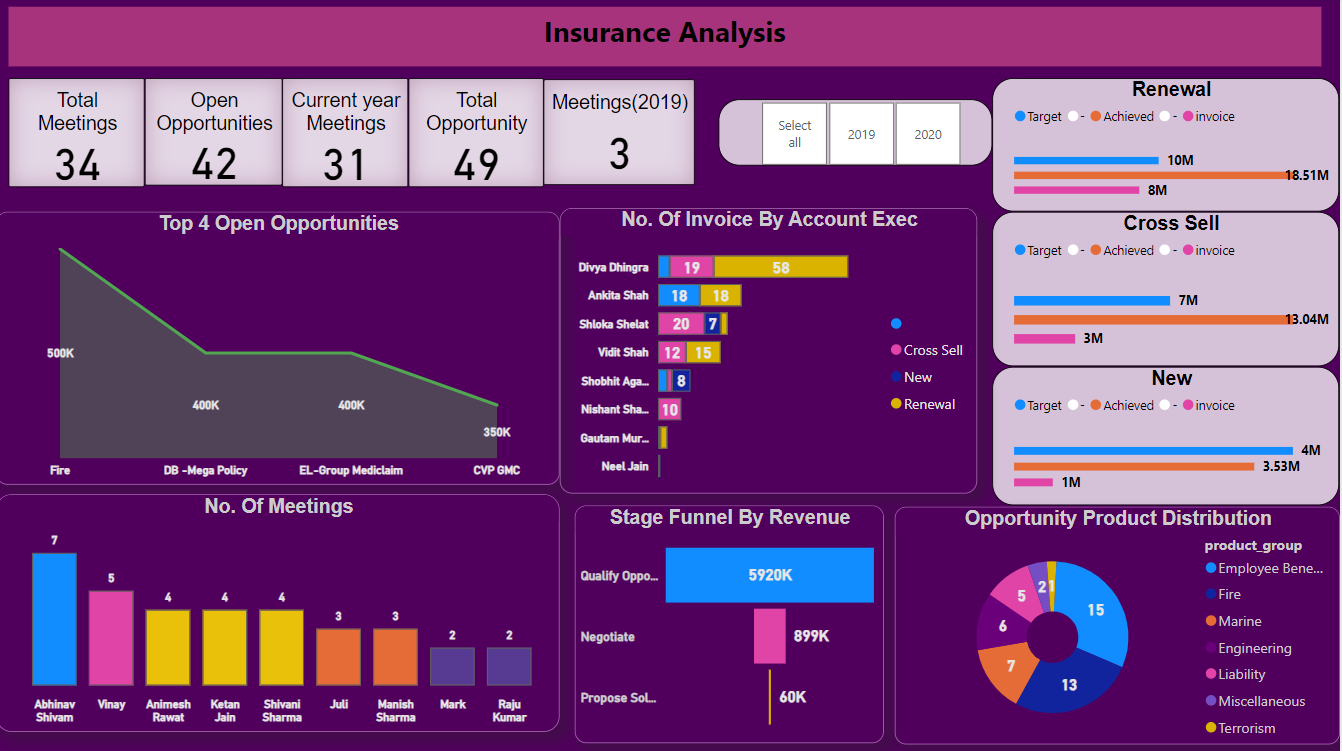 Insurance Analysis
Total
Meetings
34
Open
Opportunities
42
Current year
Meetings
31
Total
Opportunity
49
Meetings(2019)
3
Select
all
2019
2020
Renewal
Target - Achieved - invoice
10M
18.51M
8M
Cross Sell
Target - Achieved - invoice
7M
13.04M
3M
New
Target - Achieved - invoice
4M
3.53M
1M
Top 4 Open Opportunities
500K
400K
400K
350K
Fire
DB -Mega Policy
EL-Group Mediclaim
CVP GMC
No. Of Invoice By Account Exec
Divya Dhingra 19 58
Ankita Shah 18 18
Shloka Shelat 20 7
Vidit Shah 12 15
Shobhit Aga... 8
Nishant Sha... 10
Gautam Mur...
Neel Jain
Cross Sell
New
Renewal
No. Of Meetings
7
5
4
4
4
3
3
2
2
Abhinav
Shivam
Vinay
Animesh
Rawat
Ketan
Jain
Shivani
Sharma
Juli
Manish
Sharma
Mark
Raju
Kumar
Stage Funnel By Revenue
Qualify Oppo... 5920K
Negotiate 899K
Propose Sol... 60K
Opportunity Product Distribution
15
13
7
6
5
2
1
product_group
Employee Bene...
Fire
Marine
Engineering
Liability
Miscellaneous
Terrorism